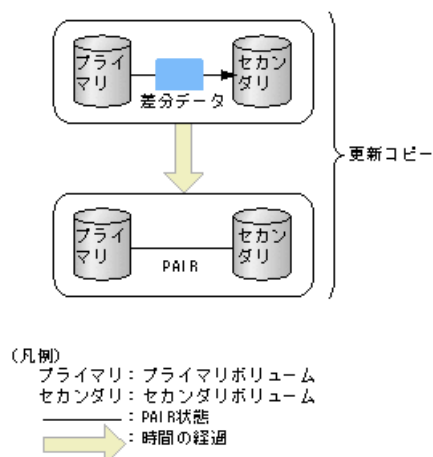 プライ
マリ
セカン
ダリ
差分データ
更新コピー
プライ
マリ
セカン
ダリ
PAIR
(凡例)
プライマリ：プライマリボリューム
セカンダリ：セカンダリボリューム
：PAIR状態
：時間の経過